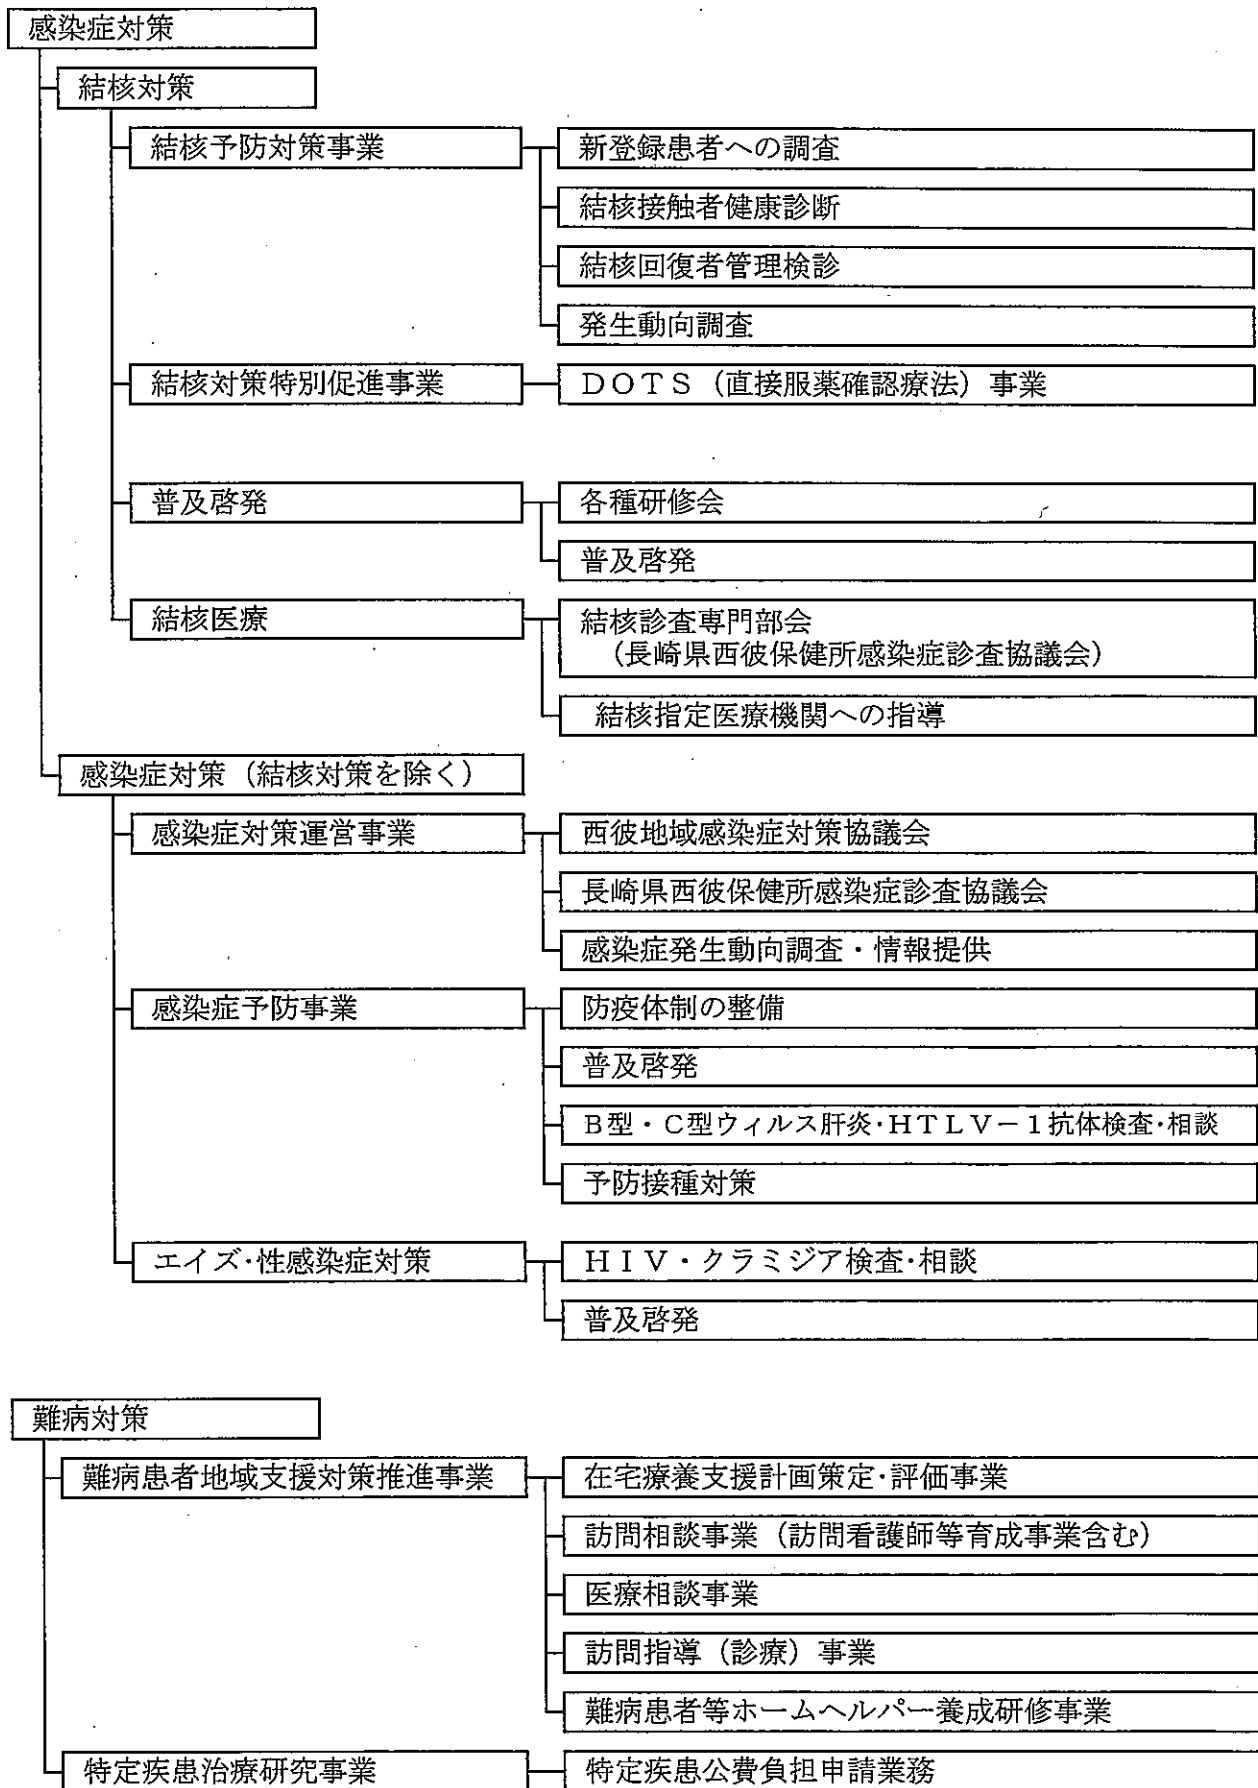 感染症対策
結核対策
結核予防対策事業
新登録患者への調査
結核接触者健康診断
結核回復者管理検診
発生動向調査
結核対策特別促進事業
DOTS（直接服薬確認療法）事業
普及啓発
各種研修会
普及啓発
結核医療
結核診査専門部会
（長崎県西彼保健所感染症診査協議会）
結核指定医療機関への指導
感染症対策（結核対策を除く）
感染症対策運営事業
西彼地域感染症対策協議会
長崎県西彼保健所感染症診査協議会
感染症発生動向調査・情報提供
感染症予防事業
防疫体制の整備
普及啓発
B型・C型ウィルス肝炎・HTLV－1抗体検査・相談
予防接種対策
エイズ・性感染症対策
HIV・クラミジア検査・相談
普及啓発
難病対策
難病患者地域支援対策推進事業
在宅療養支援計画策定・評価事業
訪問相談事業（訪問看護師等育成事業含む）
医療相談事業
訪問指導（診療）事業
難病患者等ホームヘルパー養成研修事業
特定疾患治療研究事業
特定疾患公費負担申請業務